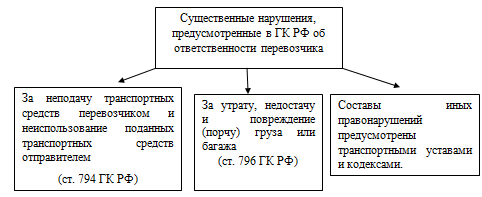 Существенные нарушения,
предусмотренные в ГК РФ об
ответственности перевозчика
За неподачу транспортных
средств перевозчиком и
неиспользование поданных
транспортных средств
отправителем
(ст. 794 ГК РФ)
За утрату, недостачу
и повреждение
(порчу) груза или
багажа
(ст. 796 ГК РФ)
Составы иных
правонарушений
предусмотрены
транспортными уставами
и кодексами.